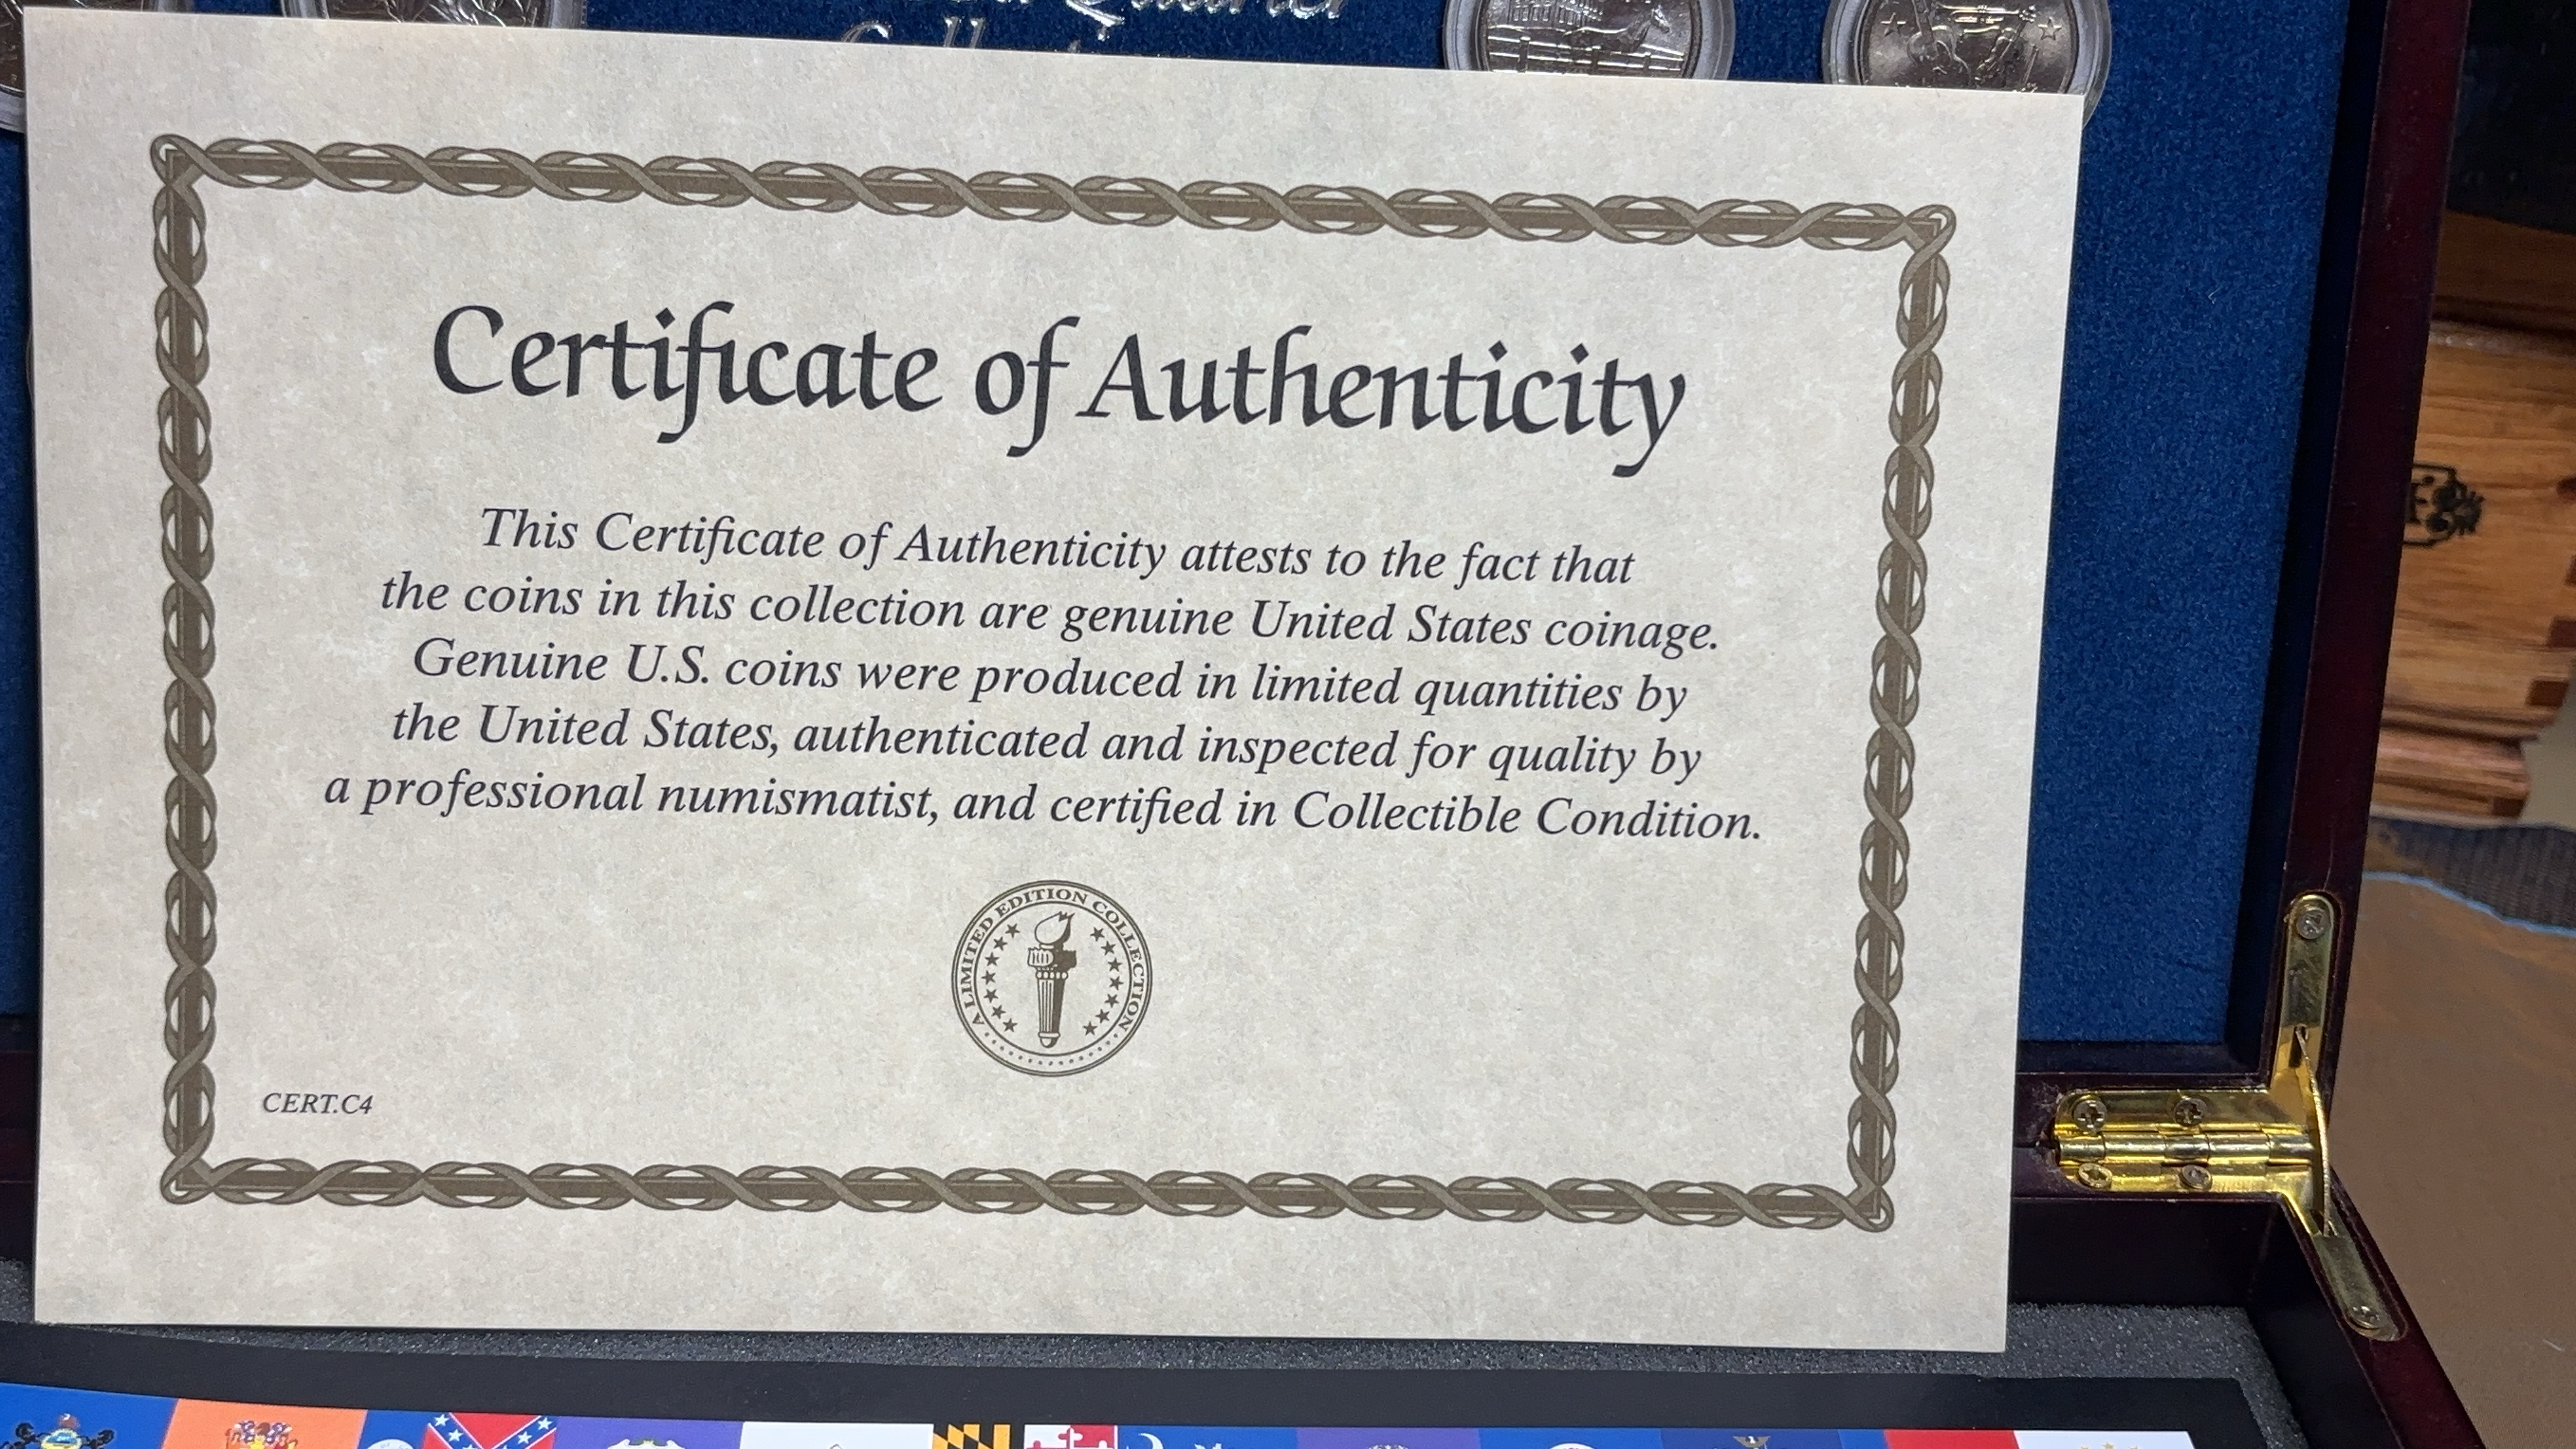 Quarter
Certificate of Authenticity
This Certificate of Authenticity attests to the fact that
the coins in this collection are genuine United States coinage.
Genuine U.S. coins were produced in limited quantities by
the United States, authenticated and inspected for quality by
a professional numismatist, and certified in Collectible Condition.
A LIMITED EDITION COLLECTION
CERT.C4